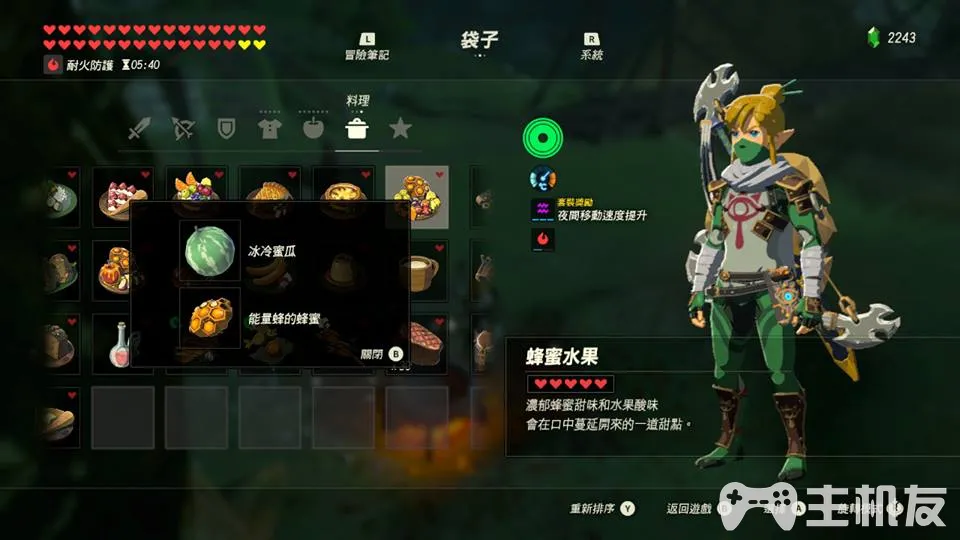 L
冒險筆記
袋子
R
系統
2243
耐火防護 05:40
料理
冰冷蜜瓜
能量蜂的蜂蜜
關閉 B
套裝獎勵
夜間移動速度提升
蜂蜜水果
濃郁蜂蜜甜味和水果酸味
會在口中蔓延開來的一道甜點。
重新排序 Y
返回遊戲
主机友